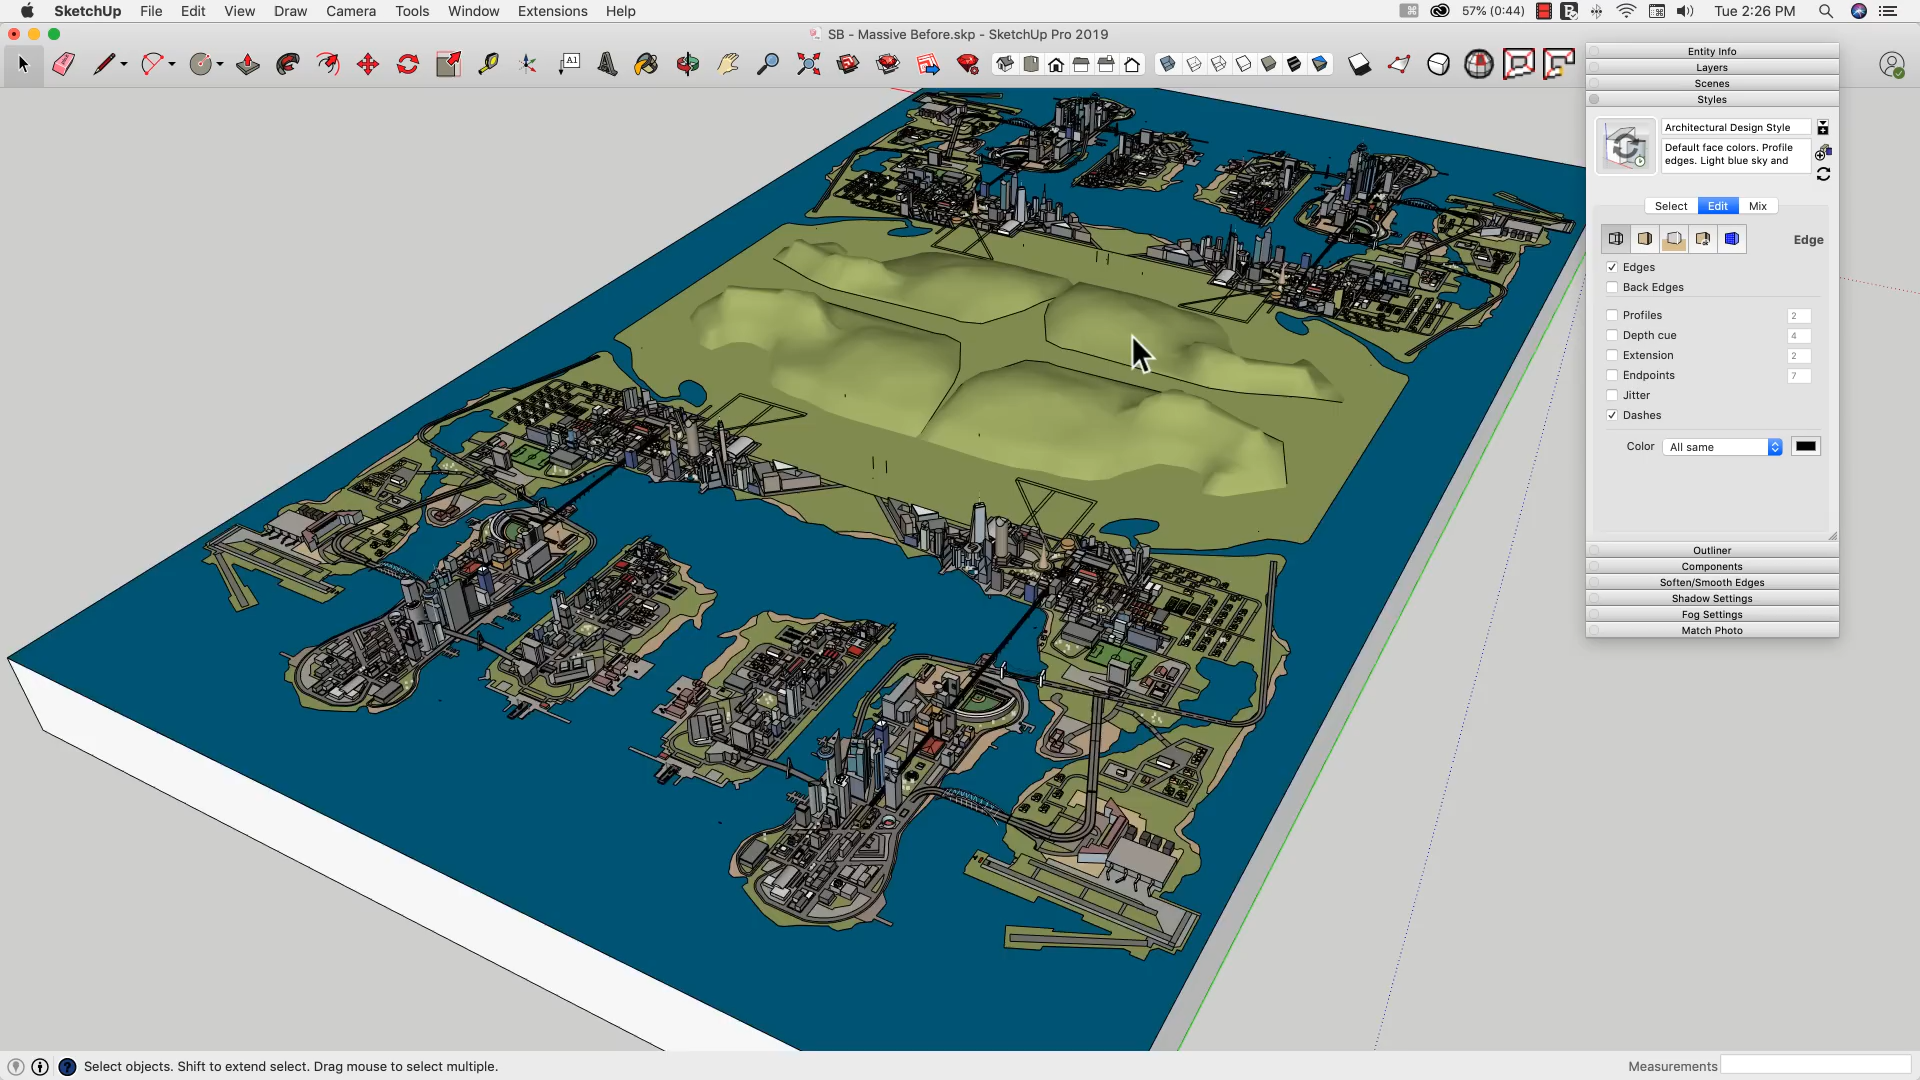 SketchUp File Edit View Draw Camera Tools Window Extensions Help 57% (0:44) Tue 2:26 PM
SB - Massive Before.skp - SketchUp Pro 2019
A1
Entity Info
Layers
Scenes
Styles
Architectural Design Style
Default face colors. Profile
edges. Light blue sky and
Select Edit Mix
Edge
Edges
Back Edges
Profiles 2
Depth cue 4
Extension 2
Endpoints 7
Jitter
Dashes
Color All same
Outliner
Components
Soften/Smooth Edges
Shadow Settings
Fog Settings
Match Photo
Select objects. Shift to extend select. Drag mouse to select multiple.
Measurements